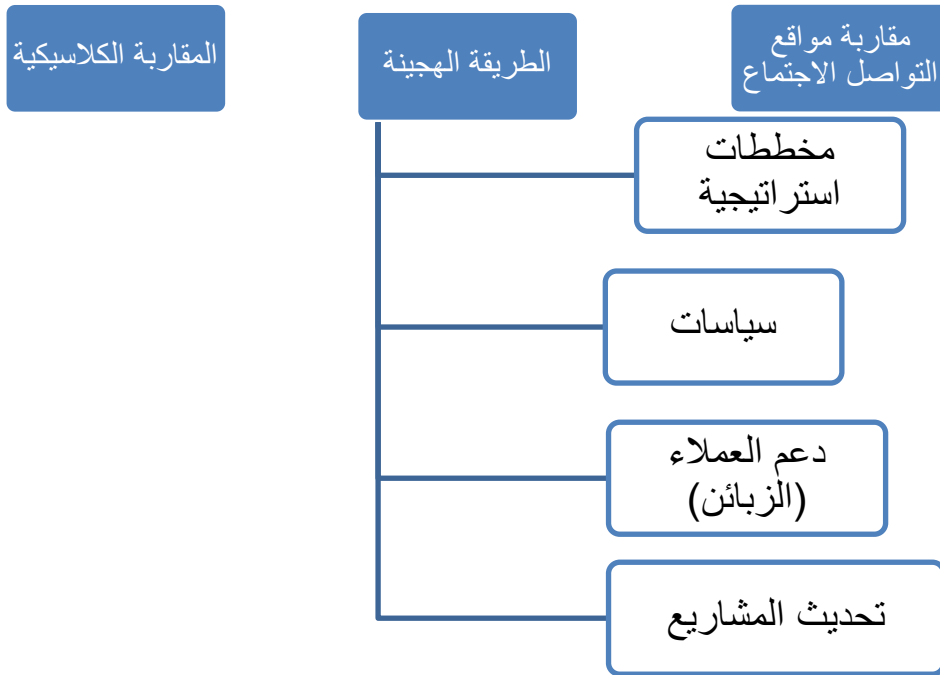 مقاربة مواقع
التواصل الاجتماع
الطريقة الهجينة
المقاربة الكلاسيكية
مخططات
استراتيجية
سياسات
دعم العملاء
(الزبائن)
تحديث المشاريع